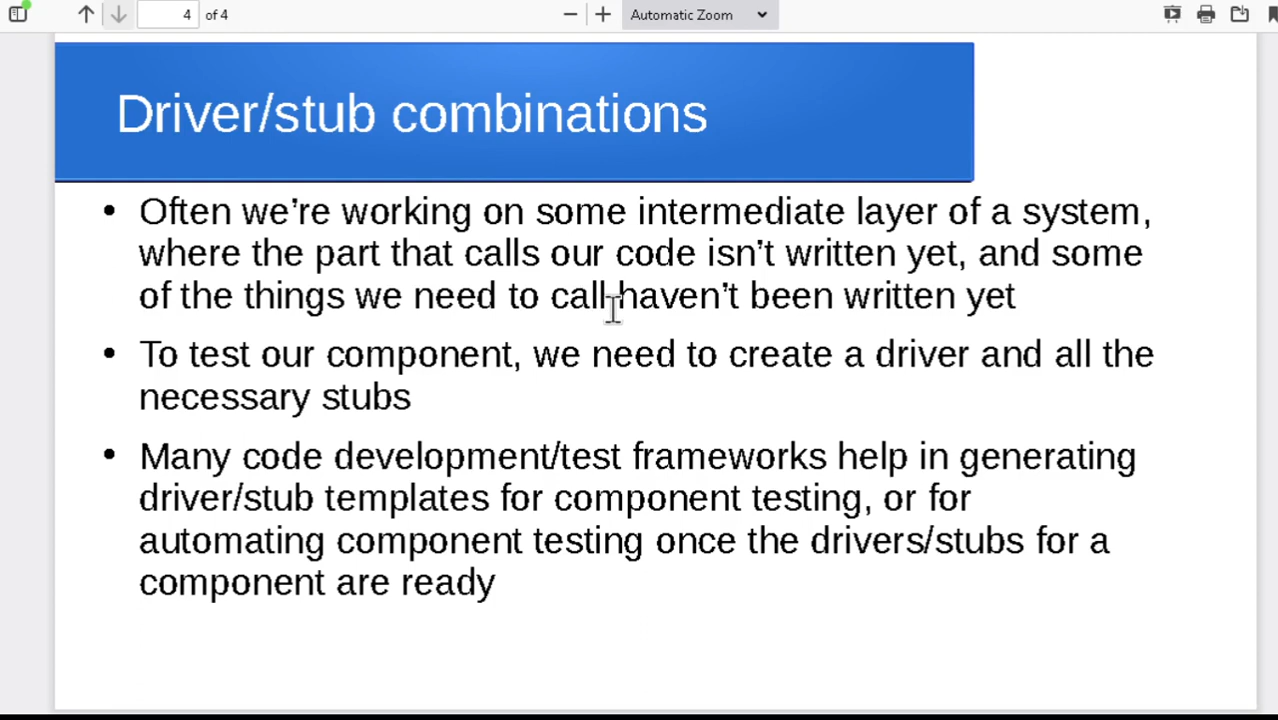 4 of 4
Automatic Zoom
Driver/stub combinations
• Often we’re working on some intermediate layer of a system,
where the part that calls our code isn’t written yet, and some
of the things we need to call haven’t been written yet
• To test our component, we need to create a driver and all the
necessary stubs
• Many code development/test frameworks help in generating
driver/stub templates for component testing, or for
automating component testing once the drivers/stubs for a
component are ready